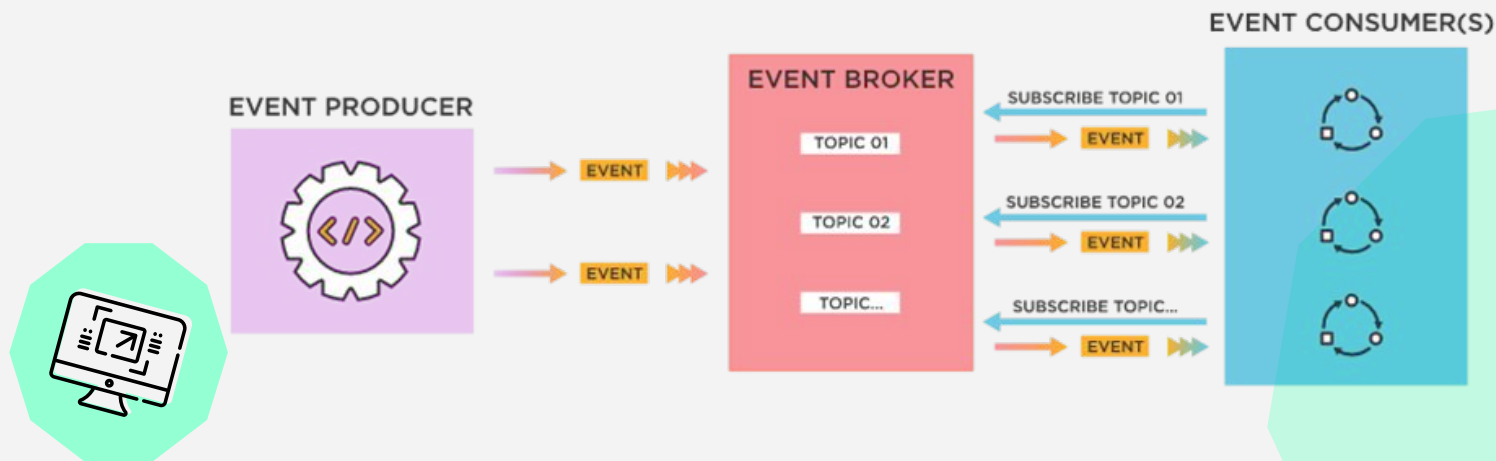 EVENT PRODUCER
</>
EVENT
EVENT
EVENT BROKER
TOPIC 01
TOPIC 02
TOPIC...
SUBSCRIBE TOPIC 01
EVENT
SUBSCRIBE TOPIC 02
EVENT
SUBSCRIBE TOPIC...
EVENT
EVENT CONSUMER(S)